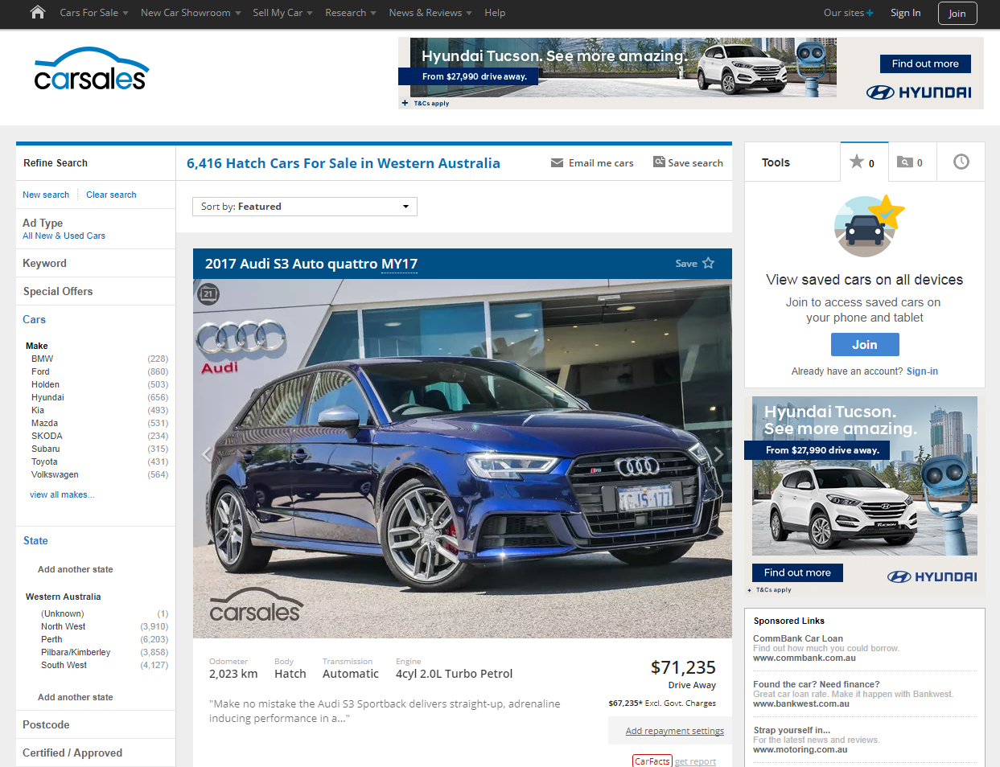 Cars For Sale New Car Showroom Sell My Car Research News & Reviews Help Our sites+ Sign In Join
carsales
Hyundai Tucson. See more amazing.
From $27,990 drive away.
+ T&Cs apply
Find out more
HYUNDAI
Refine Search
New search Clear search
Ad Type
All New & Used Cars
Keyword
Special Offers
Cars
Make
BMW (228)
Ford (860)
Holden (503)
Hyundai (656)
Kia (493)
Mazda (531)
SKODA (234)
Subaru (315)
Toyota (431)
Volkswagen (564)
view all makes...
State
Add another state
Western Australia
(Unknown) (1)
North West (3,910)
Perth (6,203)
Pilbara/Kimberley (3,858)
South West (4,127)
Add another state
Postcode
Certified / Approved
6,416 Hatch Cars For Sale in Western Australia
Email me cars Save search
Sort by: Featured
2017 Audi S3 Auto quattro MY17 Save
21
Audi
carsales
Odometer Body Transmission Engine
2,023 km Hatch Automatic 4cyl 2.0L Turbo Petrol
"Make no mistake the Audi S3 Sportback delivers straight-up, adrenaline
inducing performance in a..."
$71,235
Drive Away
$67,235* Excl. Govt. Charges
Add repayment settings
CarFacts get report
Tools 0 0
View saved cars on all devices
Join to access saved cars on
your phone and tablet
Join
Already have an account? Sign-in
Hyundai Tucson.
See more amazing.
From $27,990 drive away.
TUCSON
Find out more
HYUNDAI
+ T&Cs apply
Sponsored Links
CommBank Car Loan
Find out how much you could borrow.
www.commbank.com.au
Found the car? Need finance?
Great car loan rate. Make it happen with Bankwest.
www.bankwest.com.au
Strap yourself in...
For the latest news and reviews.
www.motoring.com.au